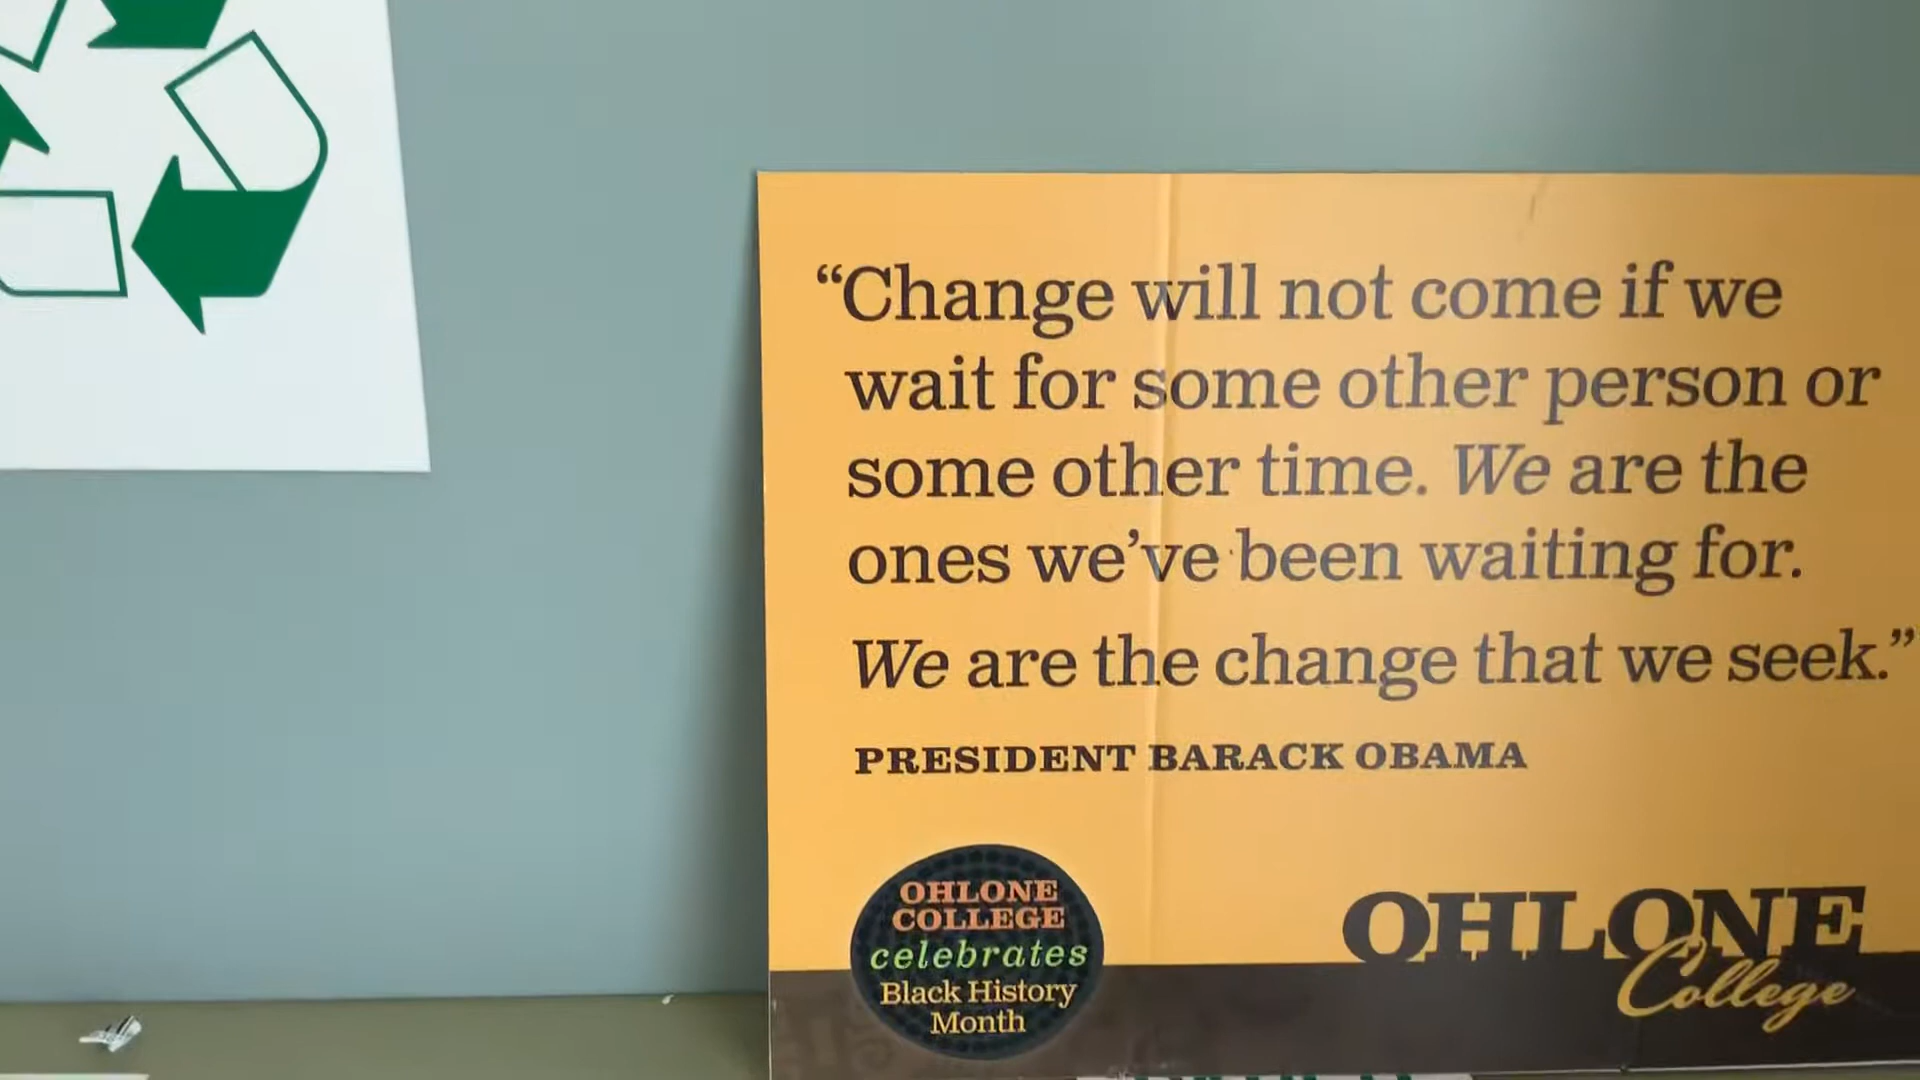 “Change will not come if we
wait for some other person or
some other time. We are the
ones we’ve been waiting for.
We are the change that we seek.”
PRESIDENT BARACK OBAMA
OHLONE
COLLEGE
celebrates
Black History
Month
OHLONE
College